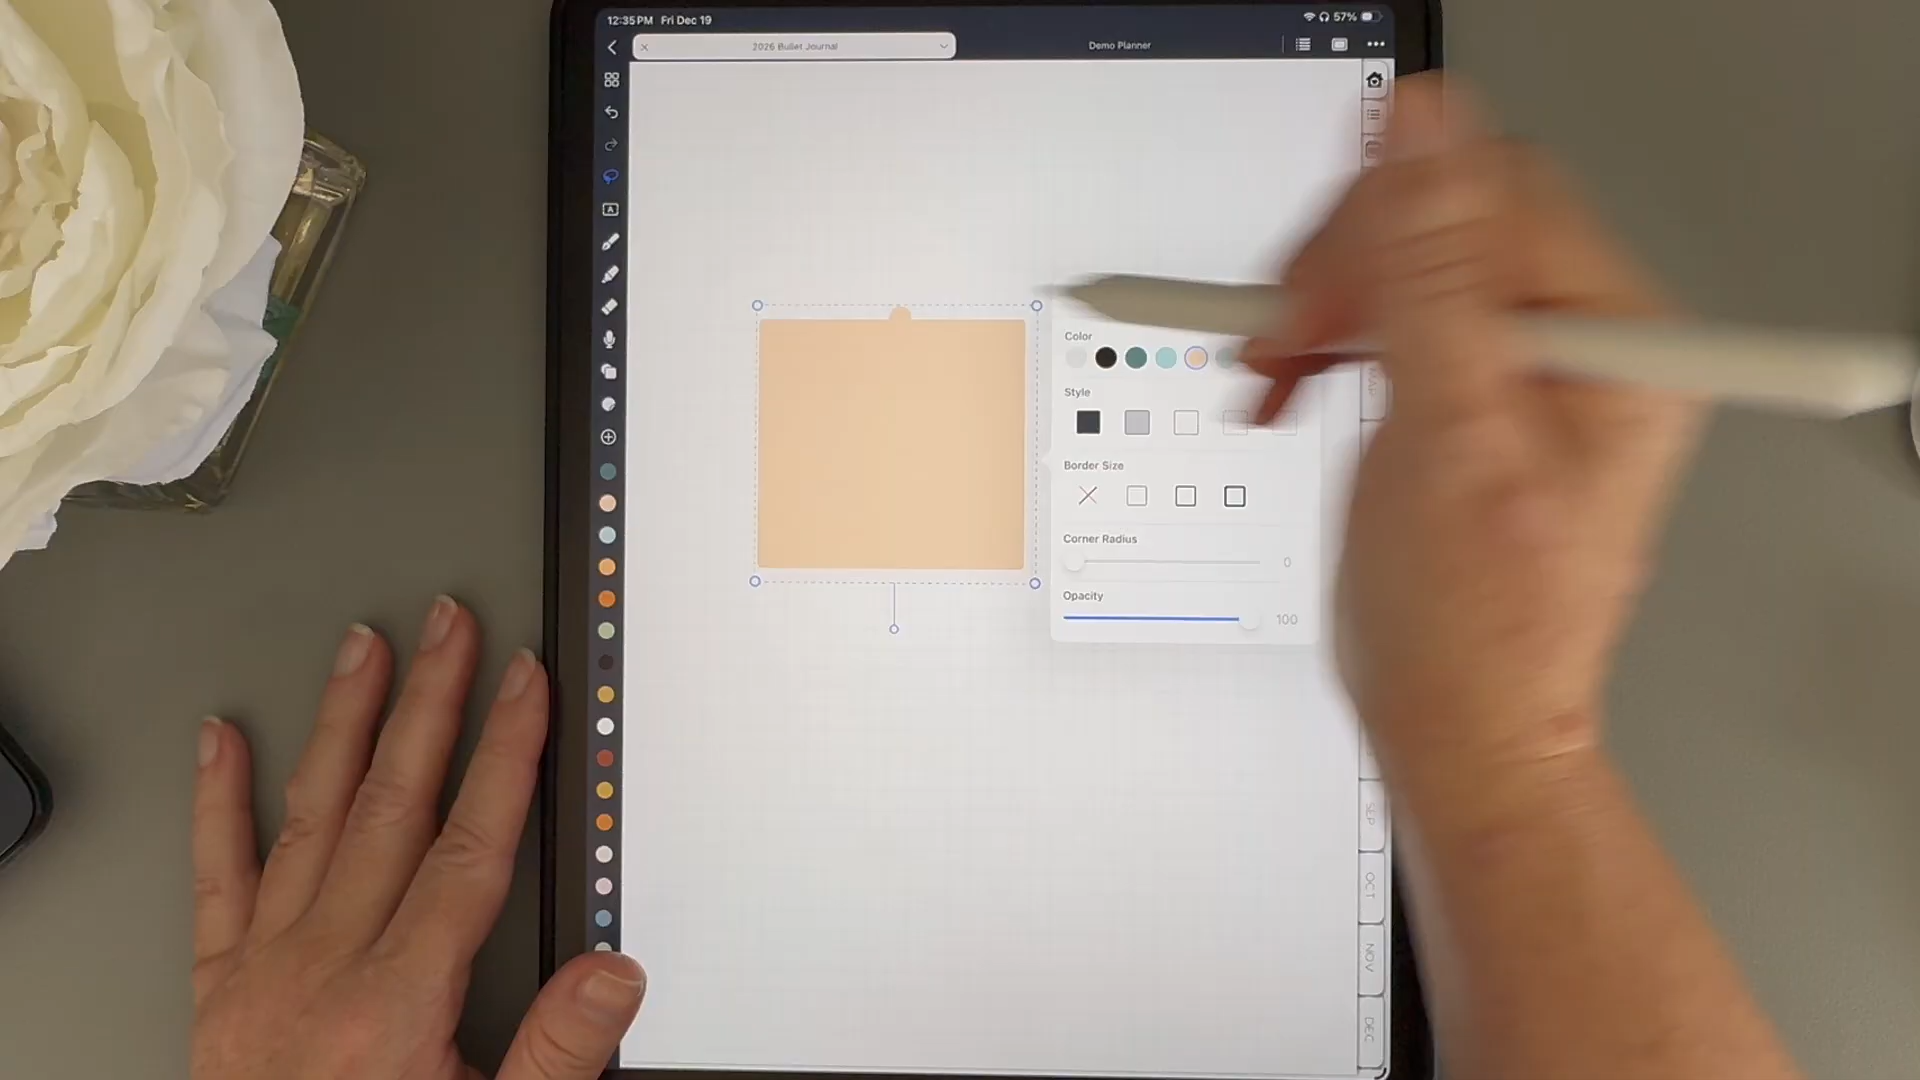 12:35 PM Fri Dec 19
57%
2026 Bullet Journal
Demo Planner
A
Color
Style
Border Size
Corner Radius
0
Opacity
100
SEP
OCT
NOV
DEC